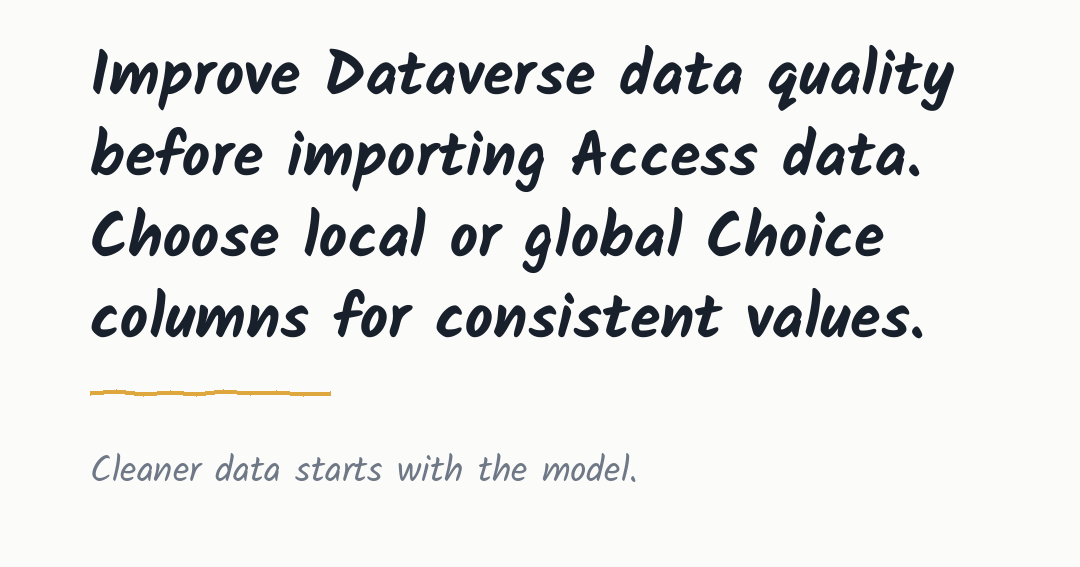 Improve Dataverse data quality
before importing Access data.
Choose local or global Choice
columns for consistent values.
Cleaner data starts with the model.